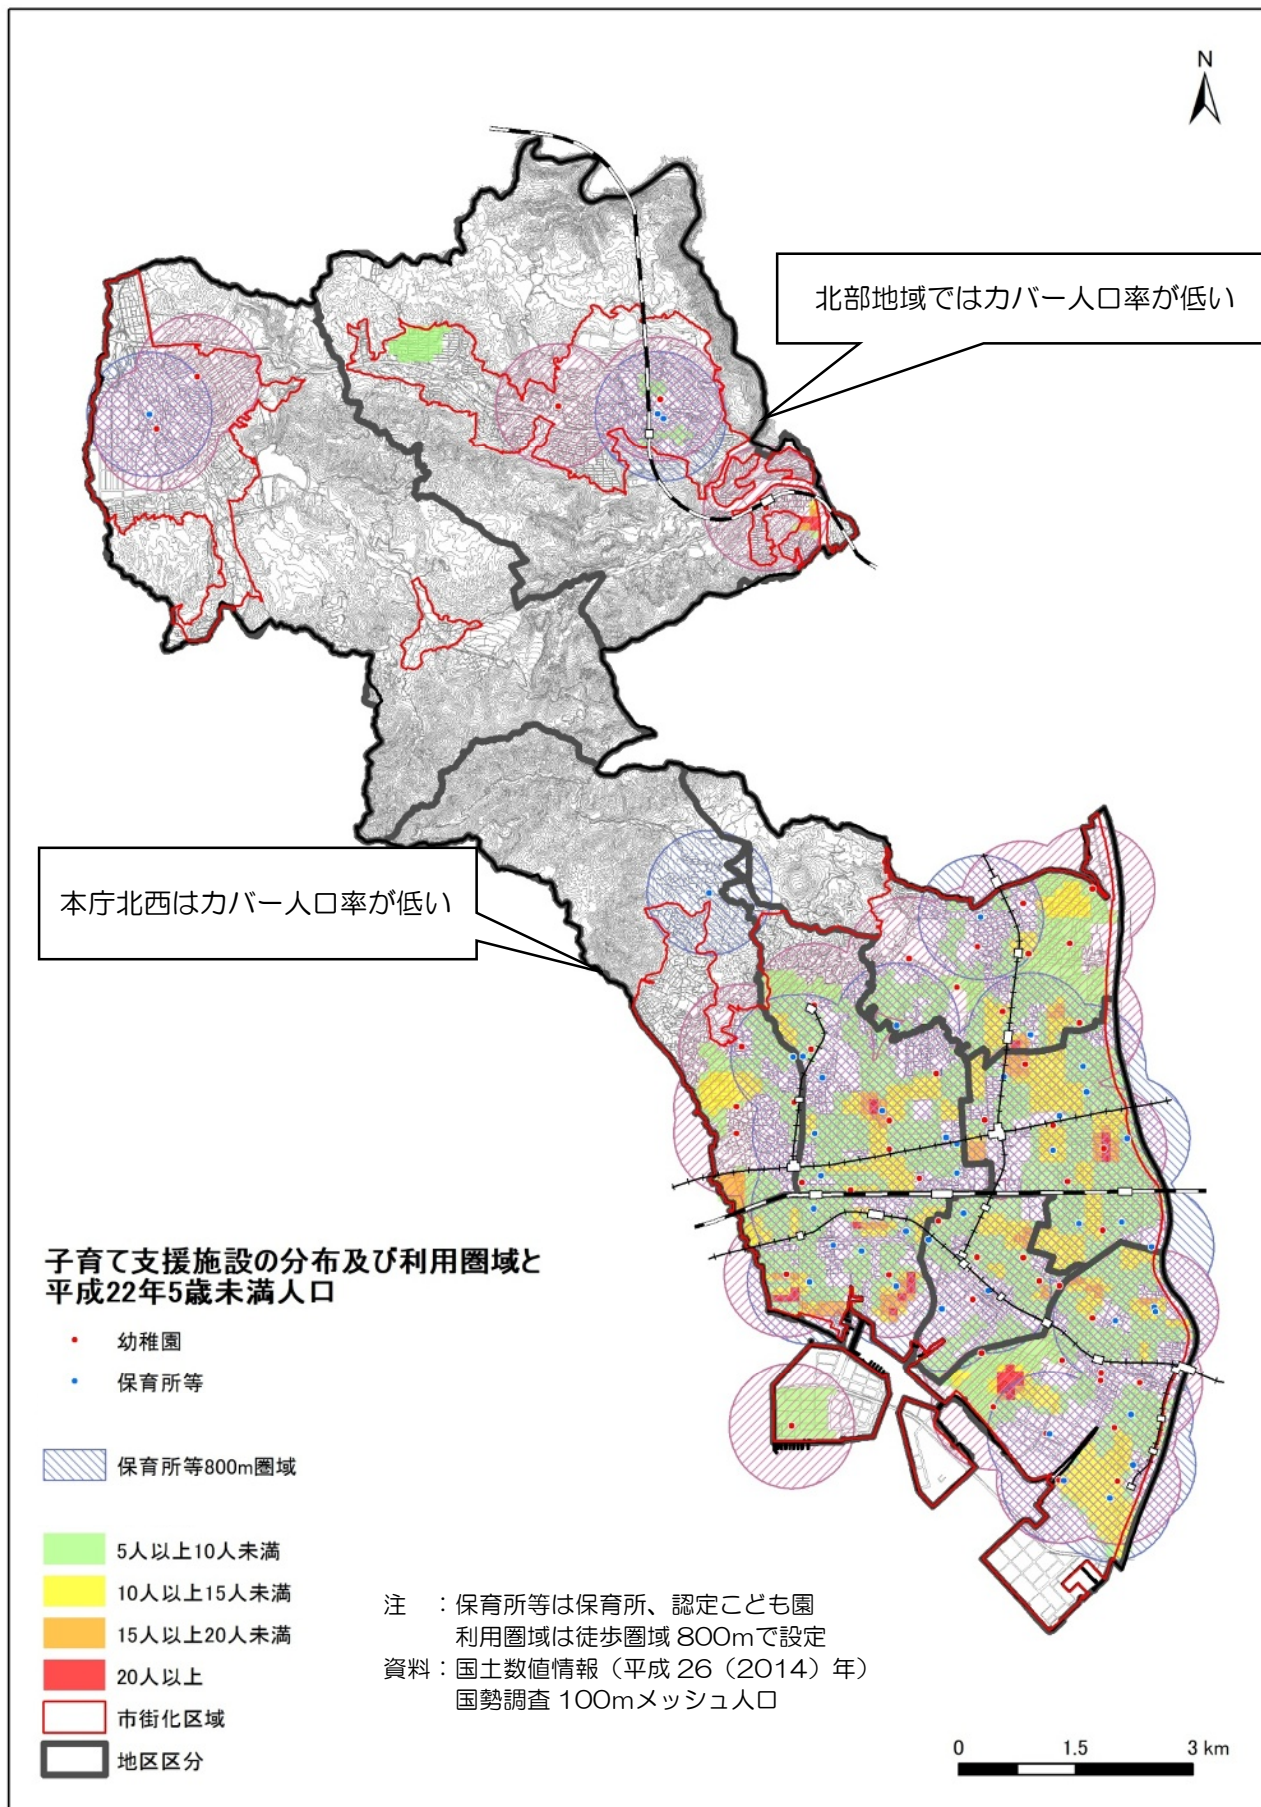 N
北部地域ではカバー人口率が低い
本庁北西はカバー人口率が低い
子育て支援施設の分布及び利用圏域と
平成22年5歳未満人口
幼稚園
保育所等
保育所等800m圏域
5人以上10人未満
10人以上15人未満
15人以上20人未満
20人以上
市街化区域
地区区分
注　：保育所等は保育所、認定こども園
利用圏域は徒歩圏域 800mで設定
資料：国土数値情報（平成 26（2014）年）
国勢調査 100mメッシュ人口
0 1.5 3 km